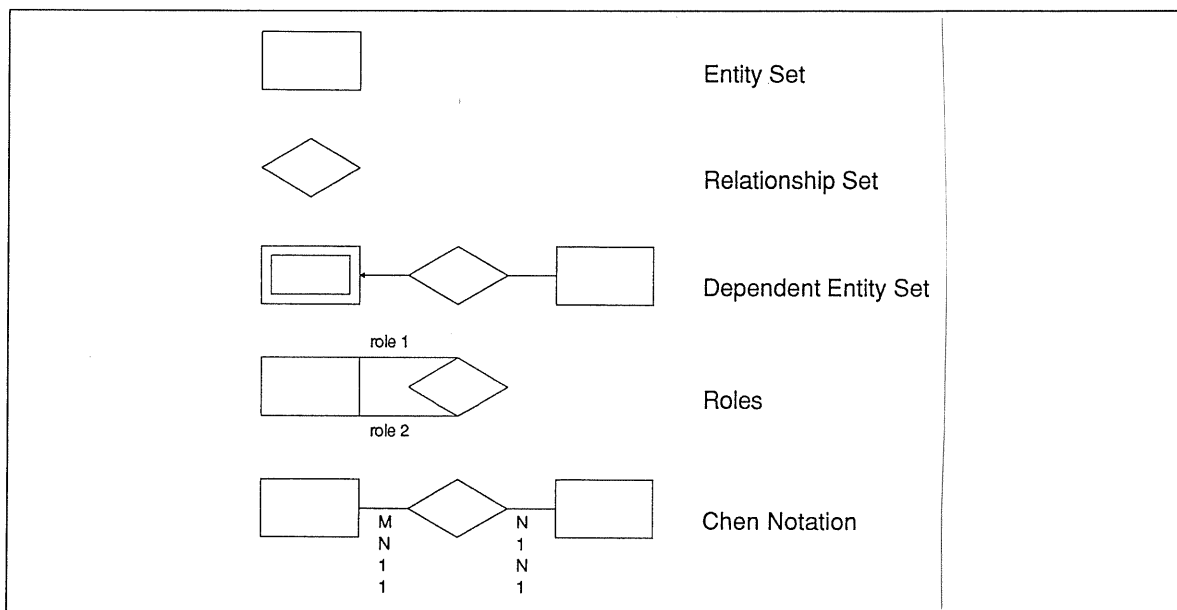 Entity Set
Relationship Set
Dependent Entity Set
role 1
Roles
role 2
Chen Notation
M N
N 1
1 N
1 1